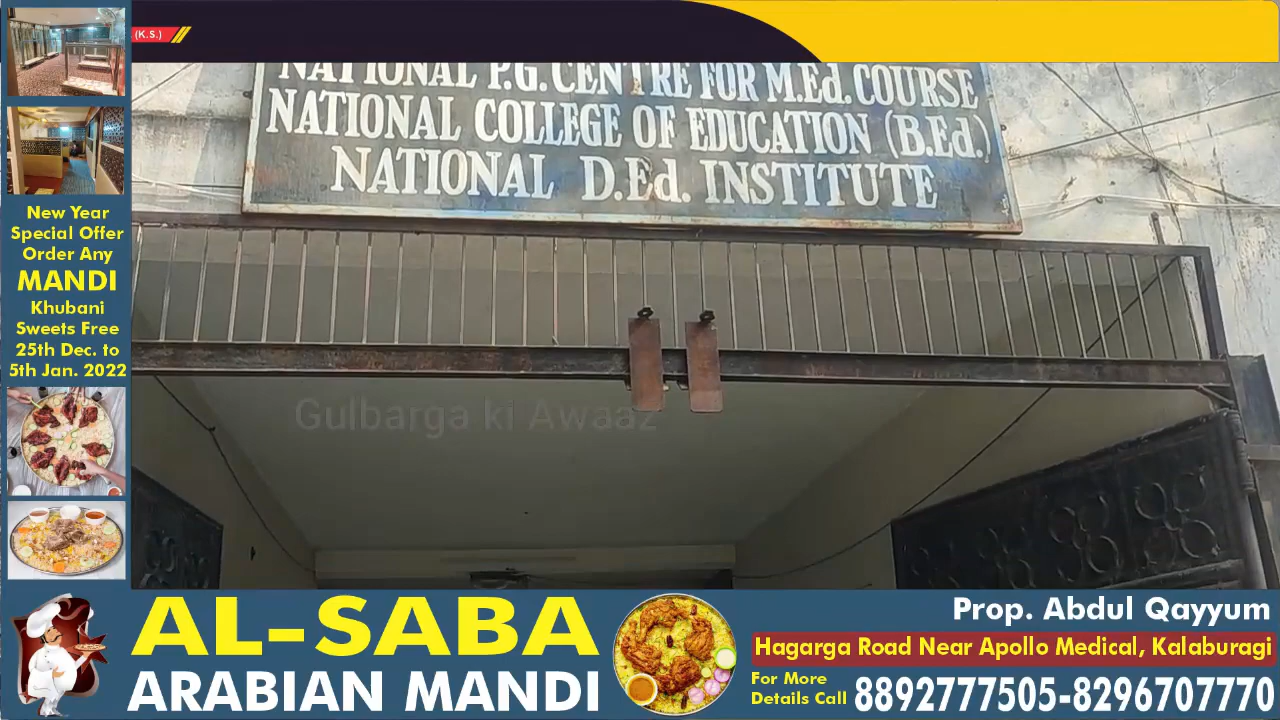 (K.S.)
NATIONAL P.G. CENTRE FOR M.Ed. COURSE
NATIONAL COLLEGE OF EDUCATION (B.Ed.)
NATIONAL D.Ed. INSTITUTE
Gulbarga ki Awaaz
New Year
Special Offer
Order Any
MANDI
Khubani
Sweets Free
25th Dec. to
5th Jan. 2022
AL-SABA
ARABIAN MANDI
Prop. Abdul Qayyum
Hagarga Road Near Apollo Medical, Kalaburagi
For More
Details Call 8892777505-8296707770